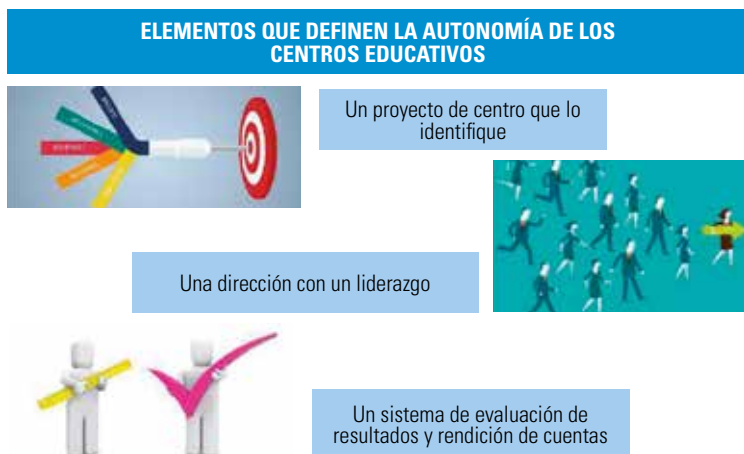 ELEMENTOS QUE DEFINEN LA AUTONOMÍA DE LOS
CENTROS EDUCATIVOS
Un proyecto de centro que lo
identifique
Una dirección con un liderazgo
Un sistema de evaluación de
resultados y rendición de cuentas